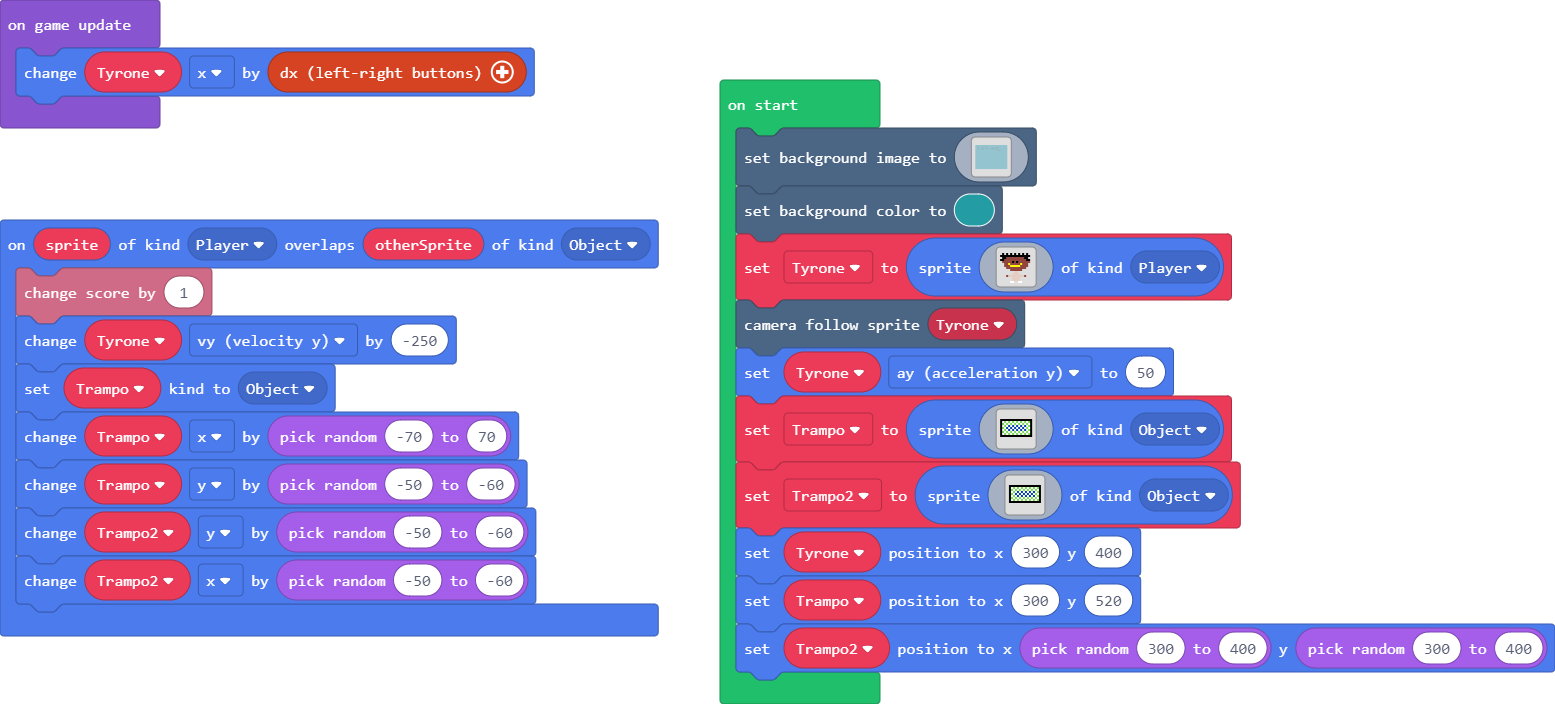 on game update
change Tyrone x by dx (left-right buttons)
on sprite of kind Player overlaps otherSprite of kind Object
change score by 1
change Tyrone vy (velocity y) by -250
set Trampo kind to Object
change Trampo x by pick random -70 to 70
change Trampo y by pick random -50 to -60
change Trampo2 y by pick random -50 to -60
change Trampo2 x by pick random -50 to -60
on start
set background image to
set background color to
set Tyrone to sprite of kind Player
camera follow sprite Tyrone
set Tyrone ay (acceleration y) to 50
set Trampo to sprite of kind Object
set Trampo2 to sprite of kind Object
set Tyrone position to x 300 y 400
set Trampo position to x 300 y 520
set Trampo2 position to x pick random 300 to 400 y pick random 300 to 400